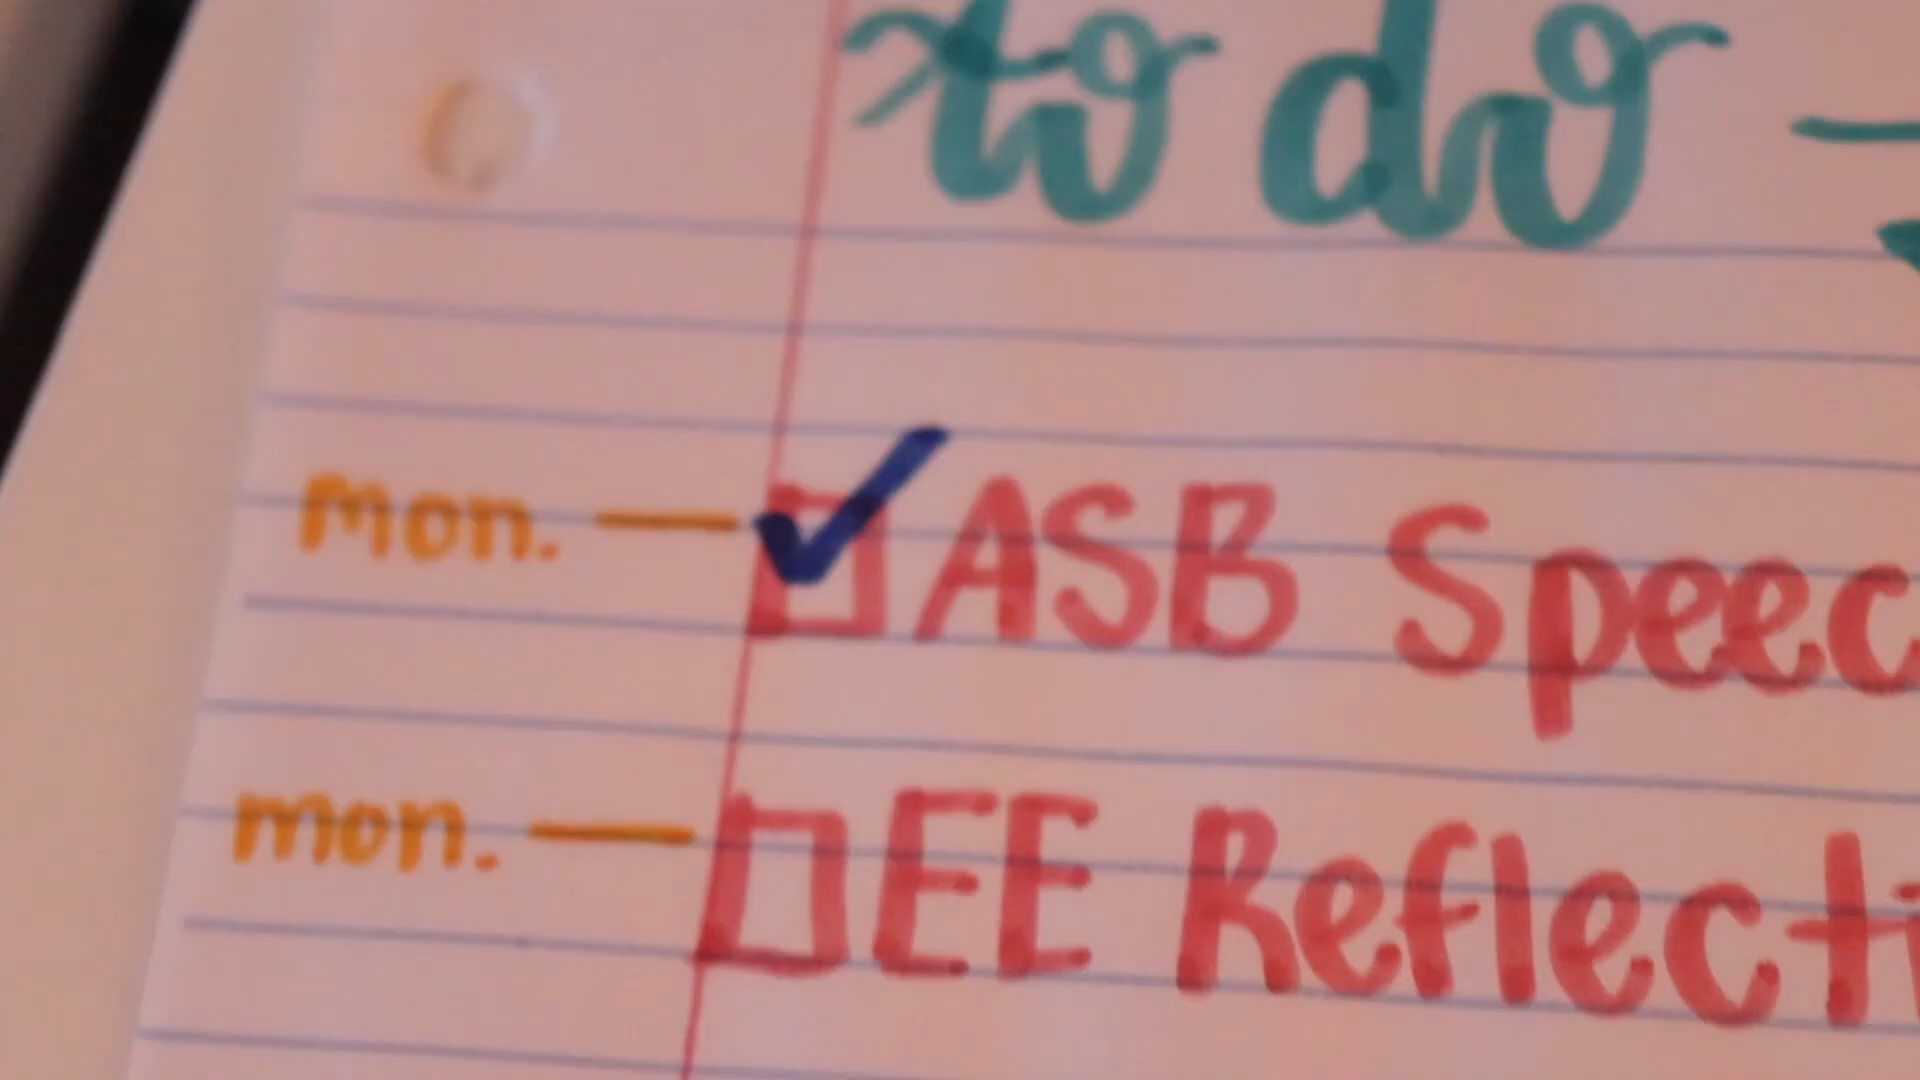 to do
Mon. — ASB Speec
mon. — EE Reflecti